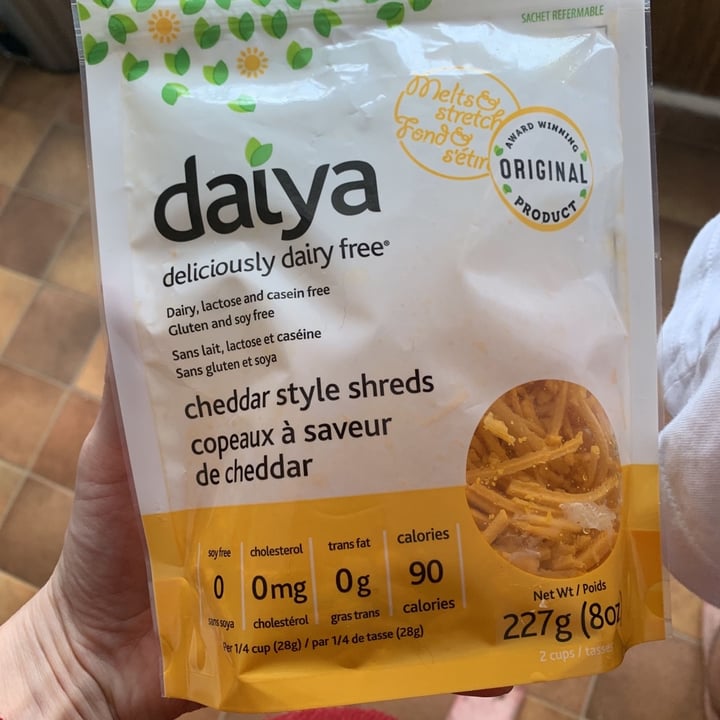 SACHET REFERMABLE
Melts &
stretch
Fond &
s'étir
AWARD WINNING
ORIGINAL
PRODUCT
daiya
deliciously dairy free®
Dairy, lactose and casein free
Gluten and soy free
Sans lait, lactose et caséine
Sans gluten et soya
cheddar style shreds
copeaux à saveur
de cheddar
soy free cholesterol trans fat calories
0 0mg 0g 90
sans soya cholestérol gras trans calories
Per 1/4 cup (28g) / par 1/4 de tasse (28g)
Net Wt / Poids
227g (8oz
2 cups / tasses